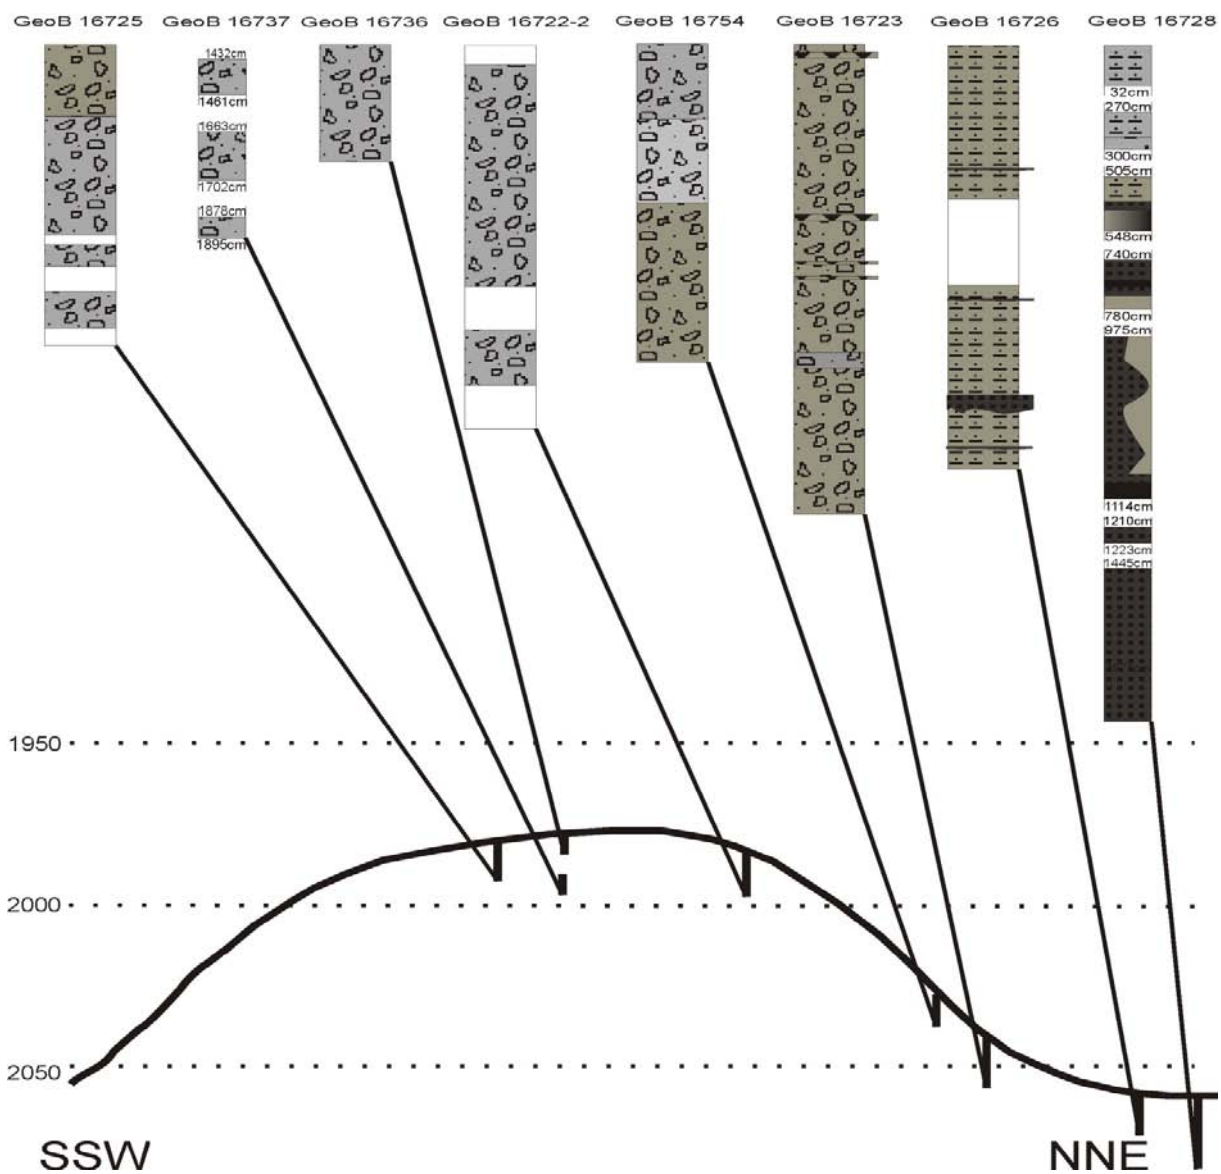 GeoB 16725 GeoB 16737 GeoB 16736 GeoB 16722-2 GeoB 16754 GeoB 16723 GeoB 16726 GeoB 16728
1432cm
1461cm
1663cm
1702cm
1878cm
1895cm
32cm
270cm
300cm
505cm
548cm
740cm
780cm
975cm
1114cm
1210cm
1223cm
1445cm
1950
2000
2050
SSW NNE